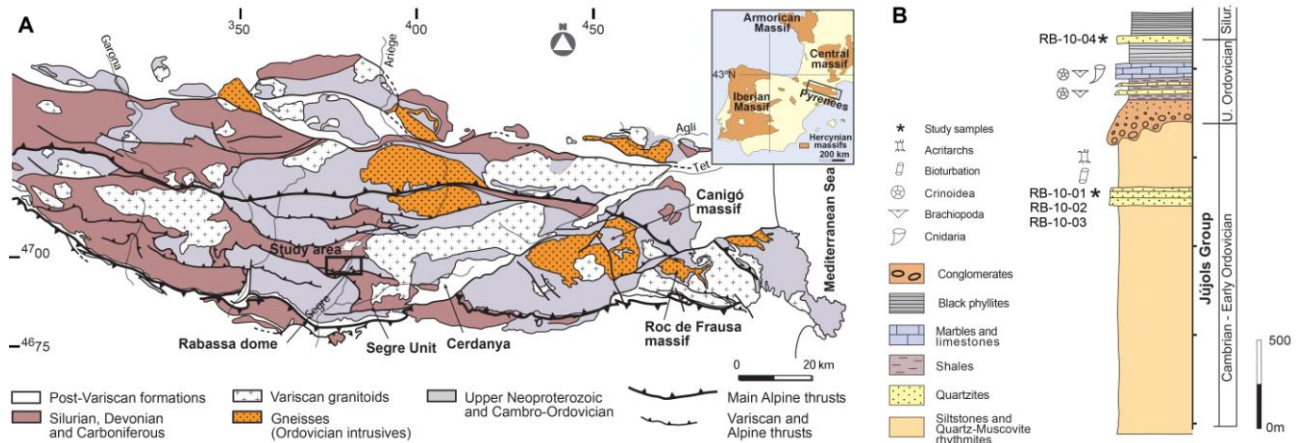 A
³50
⁴00
⁴50
N
Garona
Ariège
Armorican
Massif
Central
massif
43°N
Pyrenees
Iberian
Massif
Hercynian
massifs
200 km
Agli
Tet
Canigó
massif
Mediterranean Sea
Study area
⁴⁷00
Segre
⁴⁶75
Rabassa dome
Segre Unit
Cerdanya
Roc de Frausa
massif
0 20 km
Post-Variscan formations
Silurian, Devonian
and Carboniferous
Variscan granitoids
Gneisses
(Ordovician intrusives)
Upper Neoproterozoic
and Cambro-Ordovician
Main Alpine thrusts
Variscan and
Alpine thrusts
B
RB-10-04*
Silur.
U. Ordovician
* Study samples
Acritarchs
Bioturbation
Crinoidea
Brachiopoda
Cnidaria
RB-10-01*
RB-10-02
RB-10-03
Conglomerates
Black phyllites
Marbles and
limestones
Shales
Quartzites
Siltstones and
Quartz-Muscovite
rhythmites
Jújols Group
Cambrian - Early Ordovician
500
0m